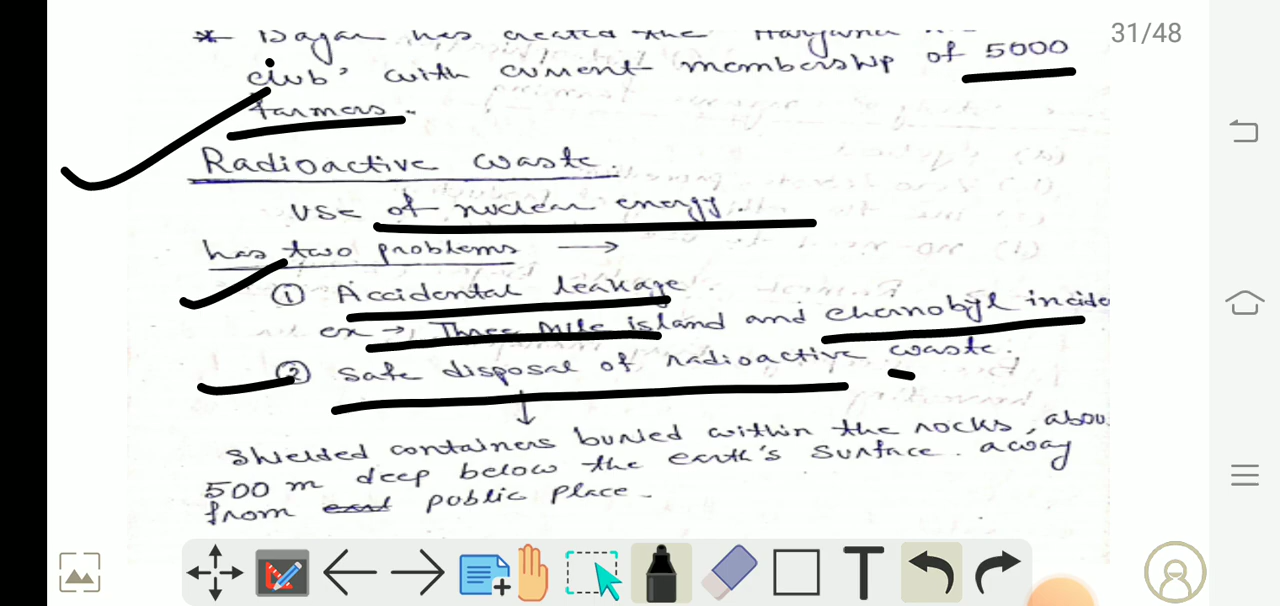 * Dagar has created the Haryana
club' with current membership of 5000
farmers.
Radioactive waste.
use of nuclear energy.
has two problems →
① Accidental leakage
ex → Three Mile island and chernobyl incide
② Safe disposal of radioactive waste.
↓
Shielded containers buried within the rocks, abou
500 m deep below the earth's surface. away
from public place.
31/48
T